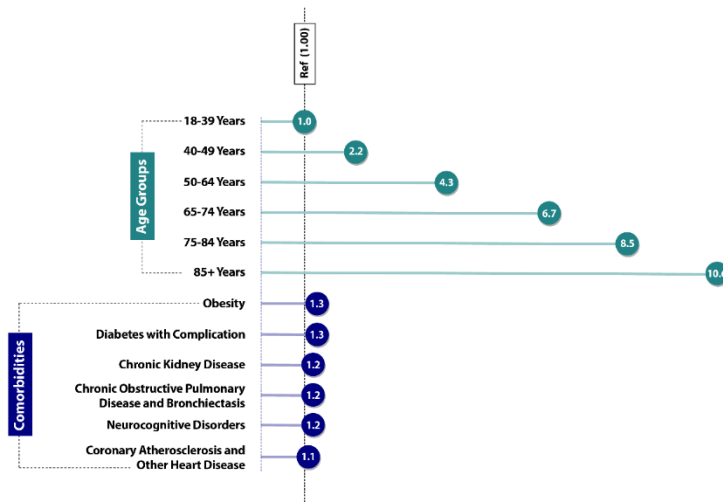 Ref (1.00)
Age Groups
18-39 Years
1.0
40-49 Years
2.2
50-64 Years
4.3
65-74 Years
6.7
75-84 Years
8.5
85+ Years
Comorbidities
Obesity
1.3
Diabetes with Complication
1.3
Chronic Kidney Disease
1.2
Chronic Obstructive Pulmonary
Disease and Bronchiectasis
1.2
Neurocognitive Disorders
1.2
Coronary Atherosclerosis and
Other Heart Disease
1.1